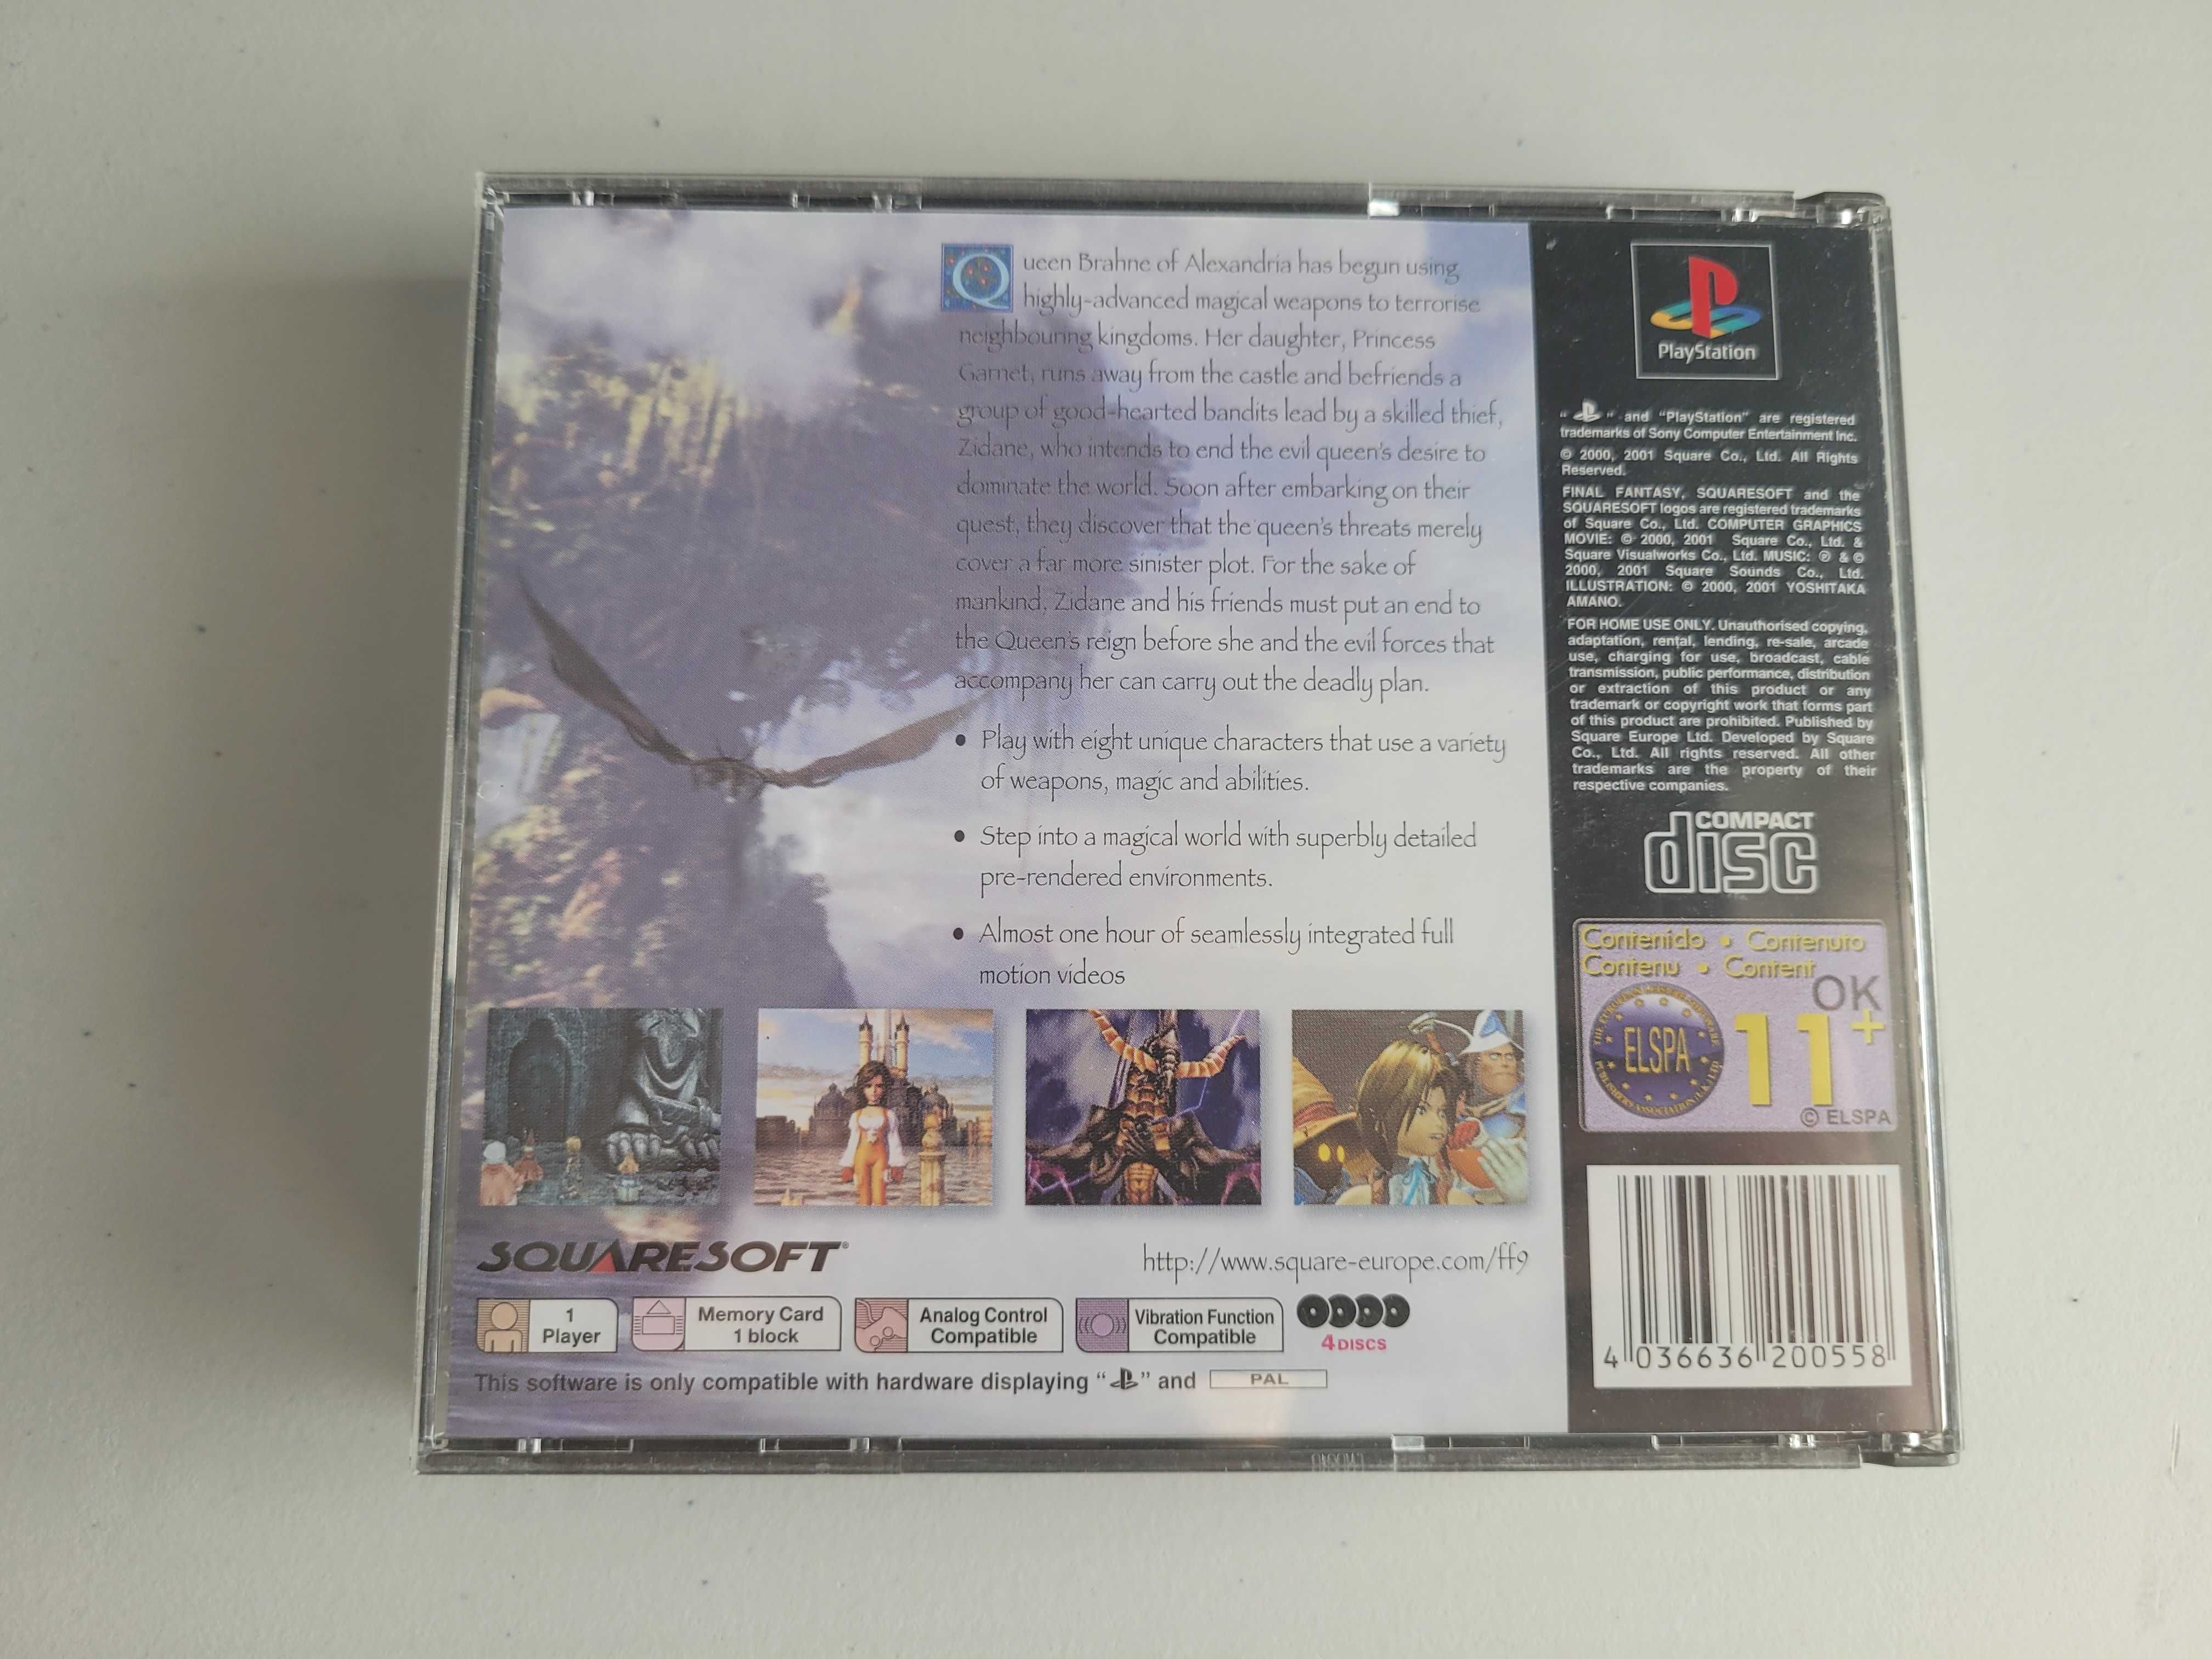 Queen Brahne of Alexandria has begun using
highly-advanced magical weapons to terrorise
neighbouring kingdoms. Her daughter, Princess
Garnet, runs away from the castle and befriends a
group of good-hearted bandits lead by a skilled thief,
Zidane, who intends to end the evil queen's desire to
dominate the world. Soon after embarking on their
quest, they discover that the queen's threats merely
cover a far more sinister plot. For the sake of
mankind, Zidane and his friends must put an end to
the Queen's reign before she and the evil forces that
accompany her can carry out the deadly plan.
• Play with eight unique characters that use a variety
of weapons, magic and abilities.
• Step into a magical world with superbly detailed
pre-rendered environments.
• Almost one hour of seamlessly integrated full
motion videos
SQUARESOFT®
http://www.square-europe.com/ff9
1
Player
Memory Card
1 block
Analog Control
Compatible
Vibration Function
Compatible
4 DISCS
This software is only compatible with hardware displaying " " and PAL
PlayStation
" " and "PlayStation" are registered
trademarks of Sony Computer Entertainment Inc.
© 2000, 2001 Square Co., Ltd. All Rights
Reserved.
FINAL FANTASY, SQUARESOFT and the
SQUARESOFT logos are registered trademarks
of Square Co., Ltd. COMPUTER GRAPHICS
MOVIE: © 2000, 2001 Square Co., Ltd. &
Square Visualworks Co., Ltd. MUSIC: ℗ & ©
2000, 2001 Square Sounds Co., Ltd.
ILLUSTRATION: © 2000, 2001 YOSHITAKA
AMANO.
FOR HOME USE ONLY. Unauthorised copying,
adaptation, rental, lending, re-sale, arcade
use, charging for use, broadcast, cable
transmission, public performance, distribution
or extraction of this product or any
trademark or copyright work that forms part
of this product are prohibited. Published by
Square Europe Ltd. Developed by Square
Co., Ltd. All rights reserved. All other
trademarks are the property of their
respective companies.
COMPACT
disc
Contenido • Contenuto
Contenu • Content
OK
ELSPA
11+
© ELSPA
4 036636 200558